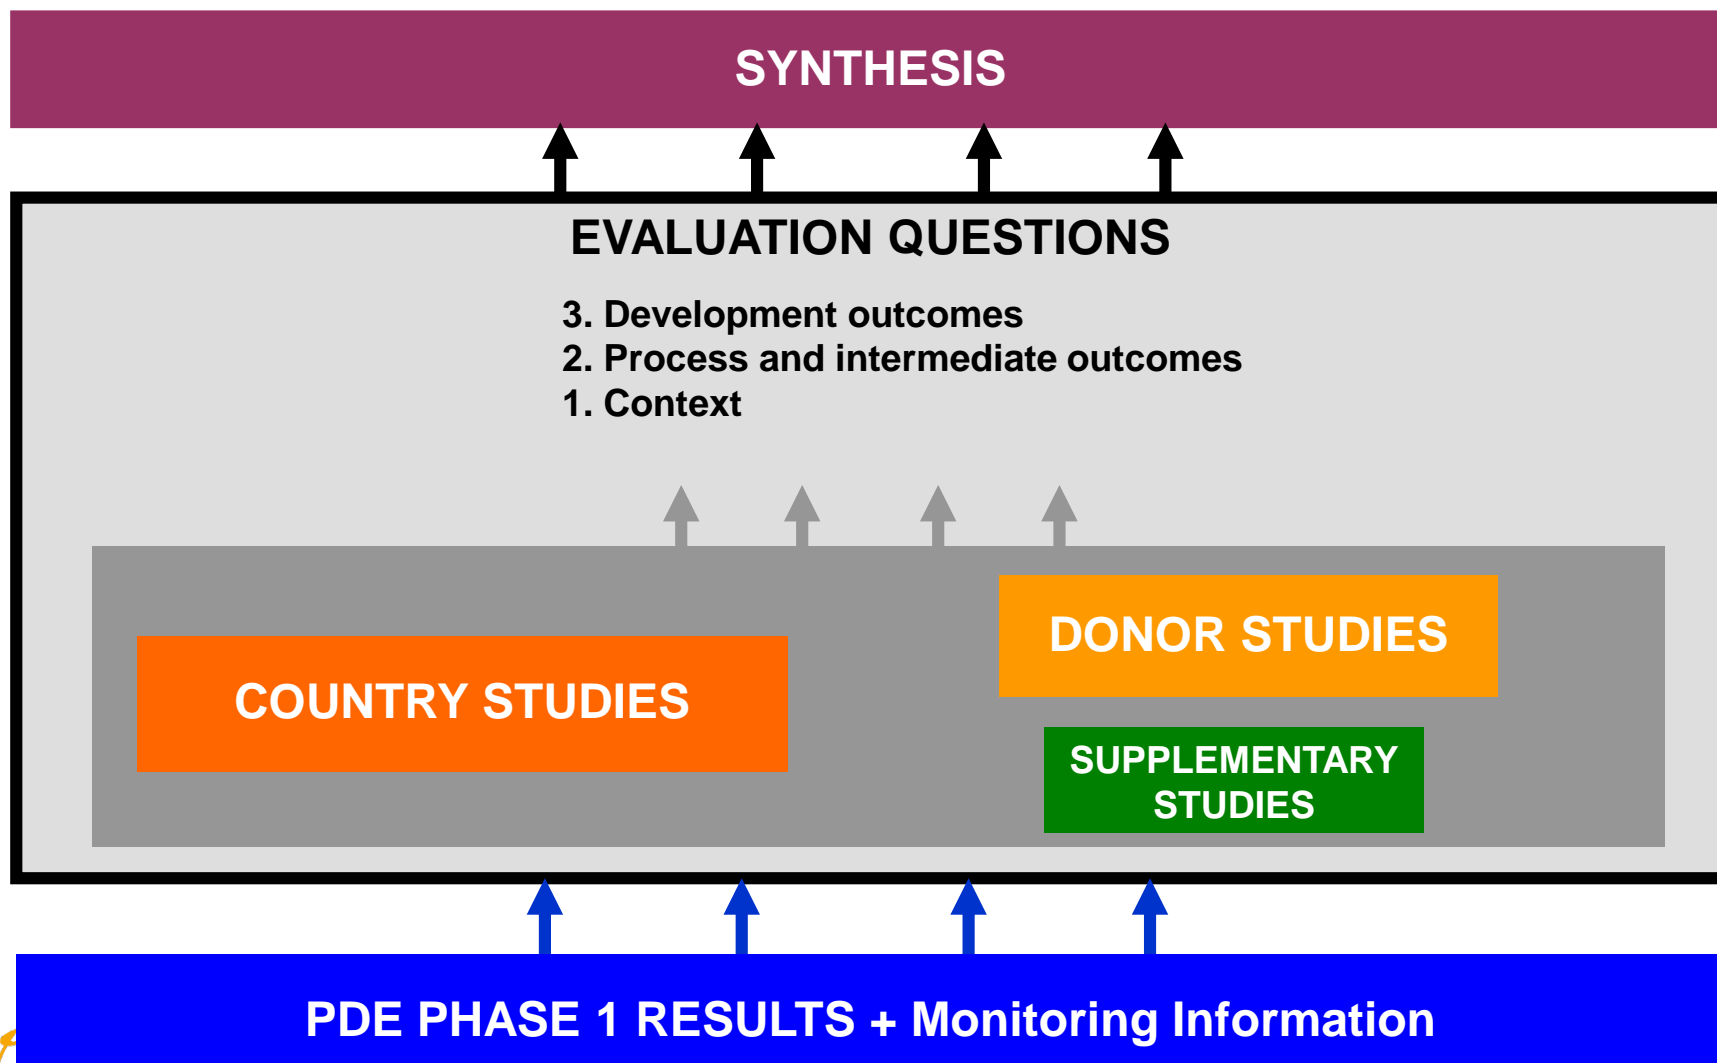 SYNTHESIS
EVALUATION QUESTIONS
3. Development outcomes
2. Process and intermediate outcomes
1. Context
DONOR STUDIES
COUNTRY STUDIES
SUPPLEMENTARY
STUDIES
PDE PHASE 1 RESULTS + Monitoring Information